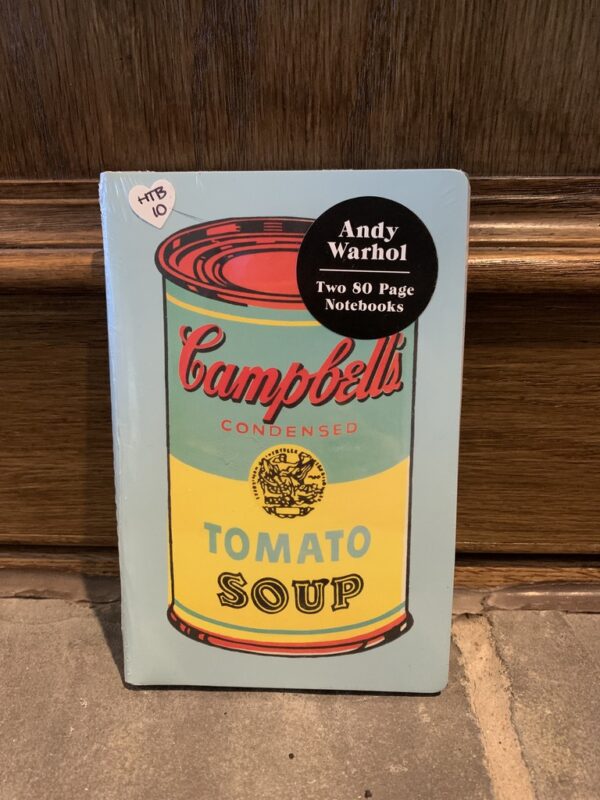 HTB
10
Andy
Warhol
Two 80 Page
Notebooks
Campbell's
CONDENSED
TOMATO
SOUP